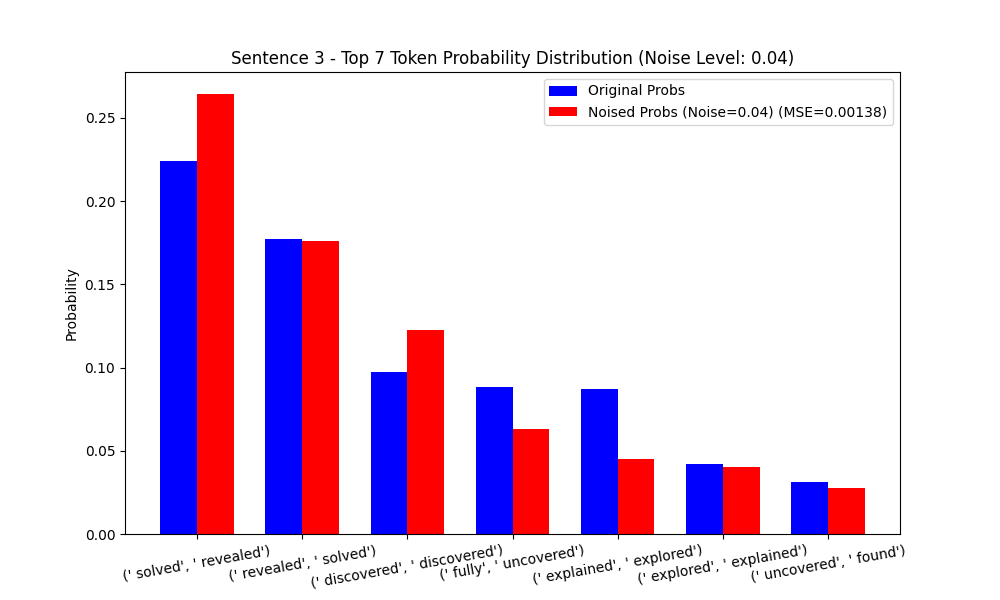 Sentence 3 - Top 7 Token Probability Distribution (Noise Level: 0.04)
Original Probs
Noised Probs (Noise=0.04) (MSE=0.00138)
Probability
0.25
0.20
0.15
0.10
0.05
0.00
(' solved', ' revealed')
(' revealed', ' solved')
(' discovered', ' discovered')
(' fully', ' uncovered')
(' explained', ' explored')
(' explored', ' explained')
(' uncovered', ' found')